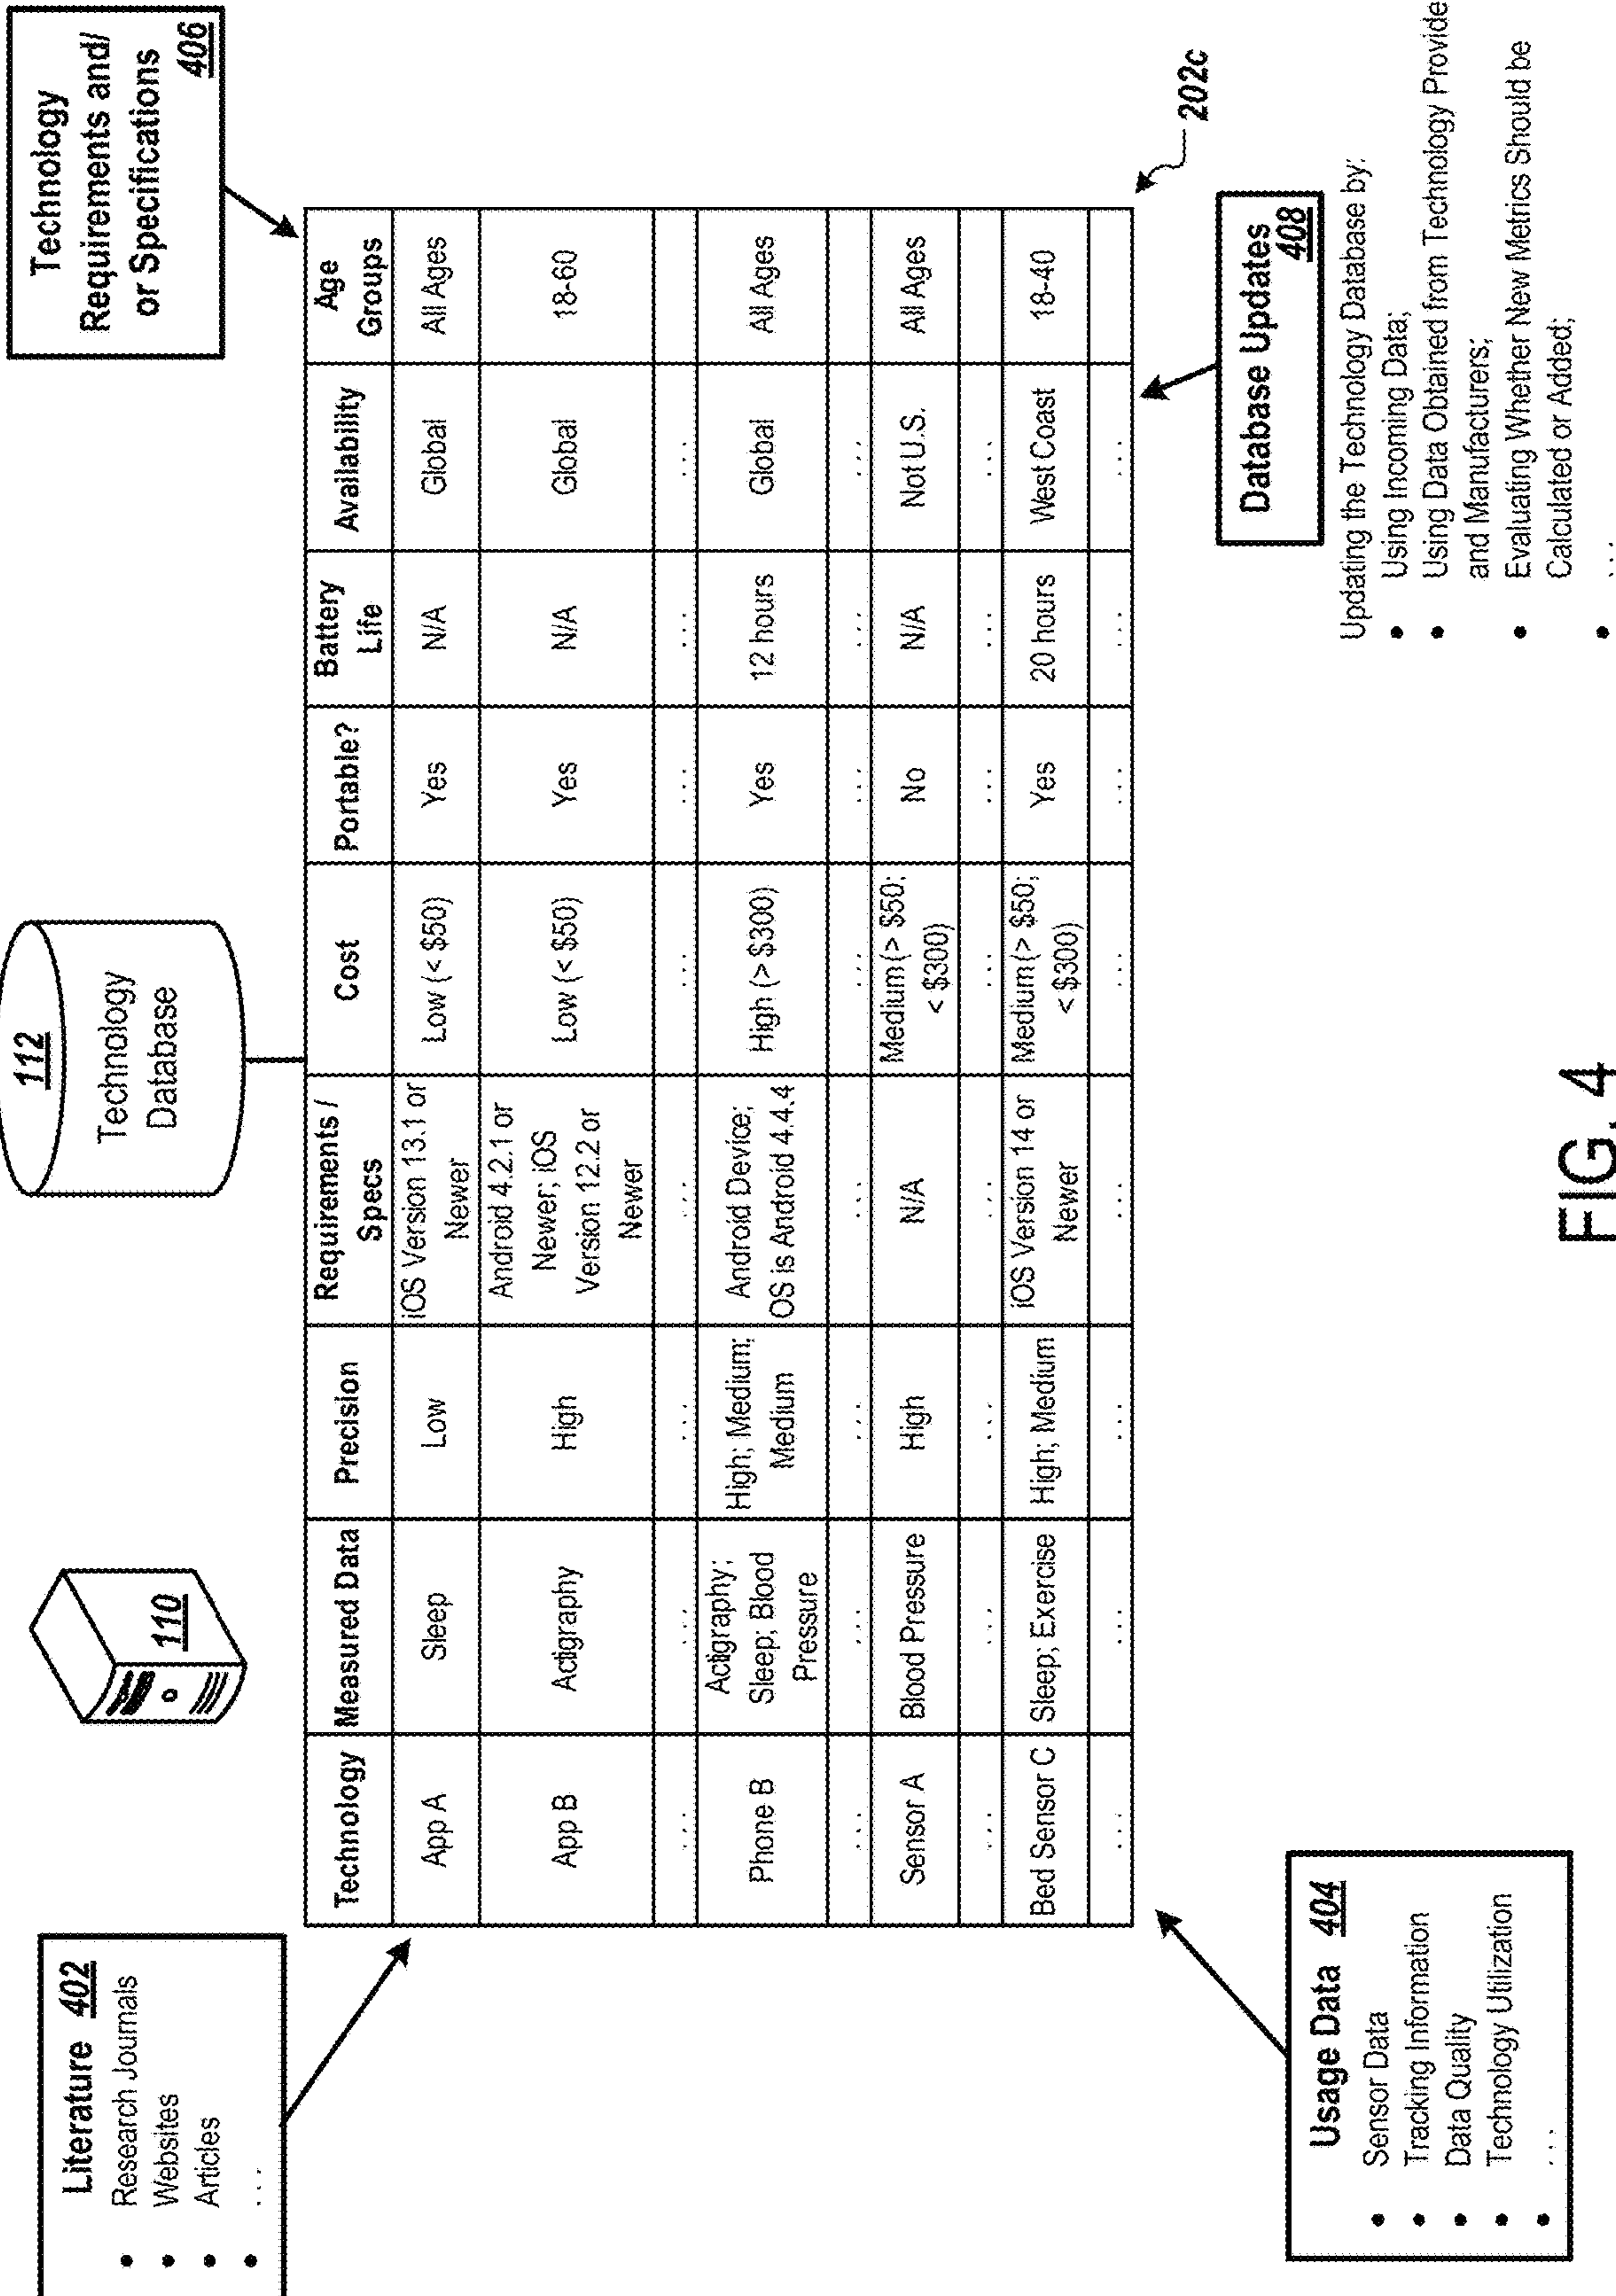 Literature 402
• Research Journals
• Websites
• Articles
• ...
110
112
Technology
Database
Technology
Requirements and/
or Specifications
406
Technology | Measured Data | Precision | Requirements / Specs | Cost | Portable? | Battery Life | Availability | Age Groups
App A | Sleep | Low | iOS Version 13.1 or Newer | Low (< $50) | Yes | N/A | Global | All Ages
App B | Actigraphy | High | Android 4.2.1 or Newer; iOS Version 12.2 or Newer | Low (< $50) | Yes | N/A | Global | 18-60
... | ... | ... | ... | ... | ... | ... | ... | ...
Phone B | Actigraphy; Sleep; Blood Pressure | High; Medium; Medium | Android Device; OS is Android 4.4.4 | High (> $300) | Yes | 12 hours | Global | All Ages
... | ... | ... | ... | ... | ... | ... | ...
Sensor A | Blood Pressure | High | N/A | Medium(> $50; < $300) | No | N/A | Not U.S. | All Ages
... | ... | ... | ... | ... | ... | ... | ...
Bed Sensor C | Sleep; Exercise | High; Medium | iOS Version 14 or Newer | Medium(> $50; < $300) | Yes | 20 hours | West Coast | 18-40
... | ... | ... | ... | ... | ... | ... | ...
202c
Usage Data 404
• Sensor Data
• Tracking Information
• Data Quality
• Technology Utilization
• ...
Database Updates
408
Updating the Technology Database by:
• Using Incoming Data;
• Using Data Obtained from Technology Provide
and Manufacturers;
• Evaluating Whether New Metrics Should be
Calculated or Added;
• ...
FIG. 4